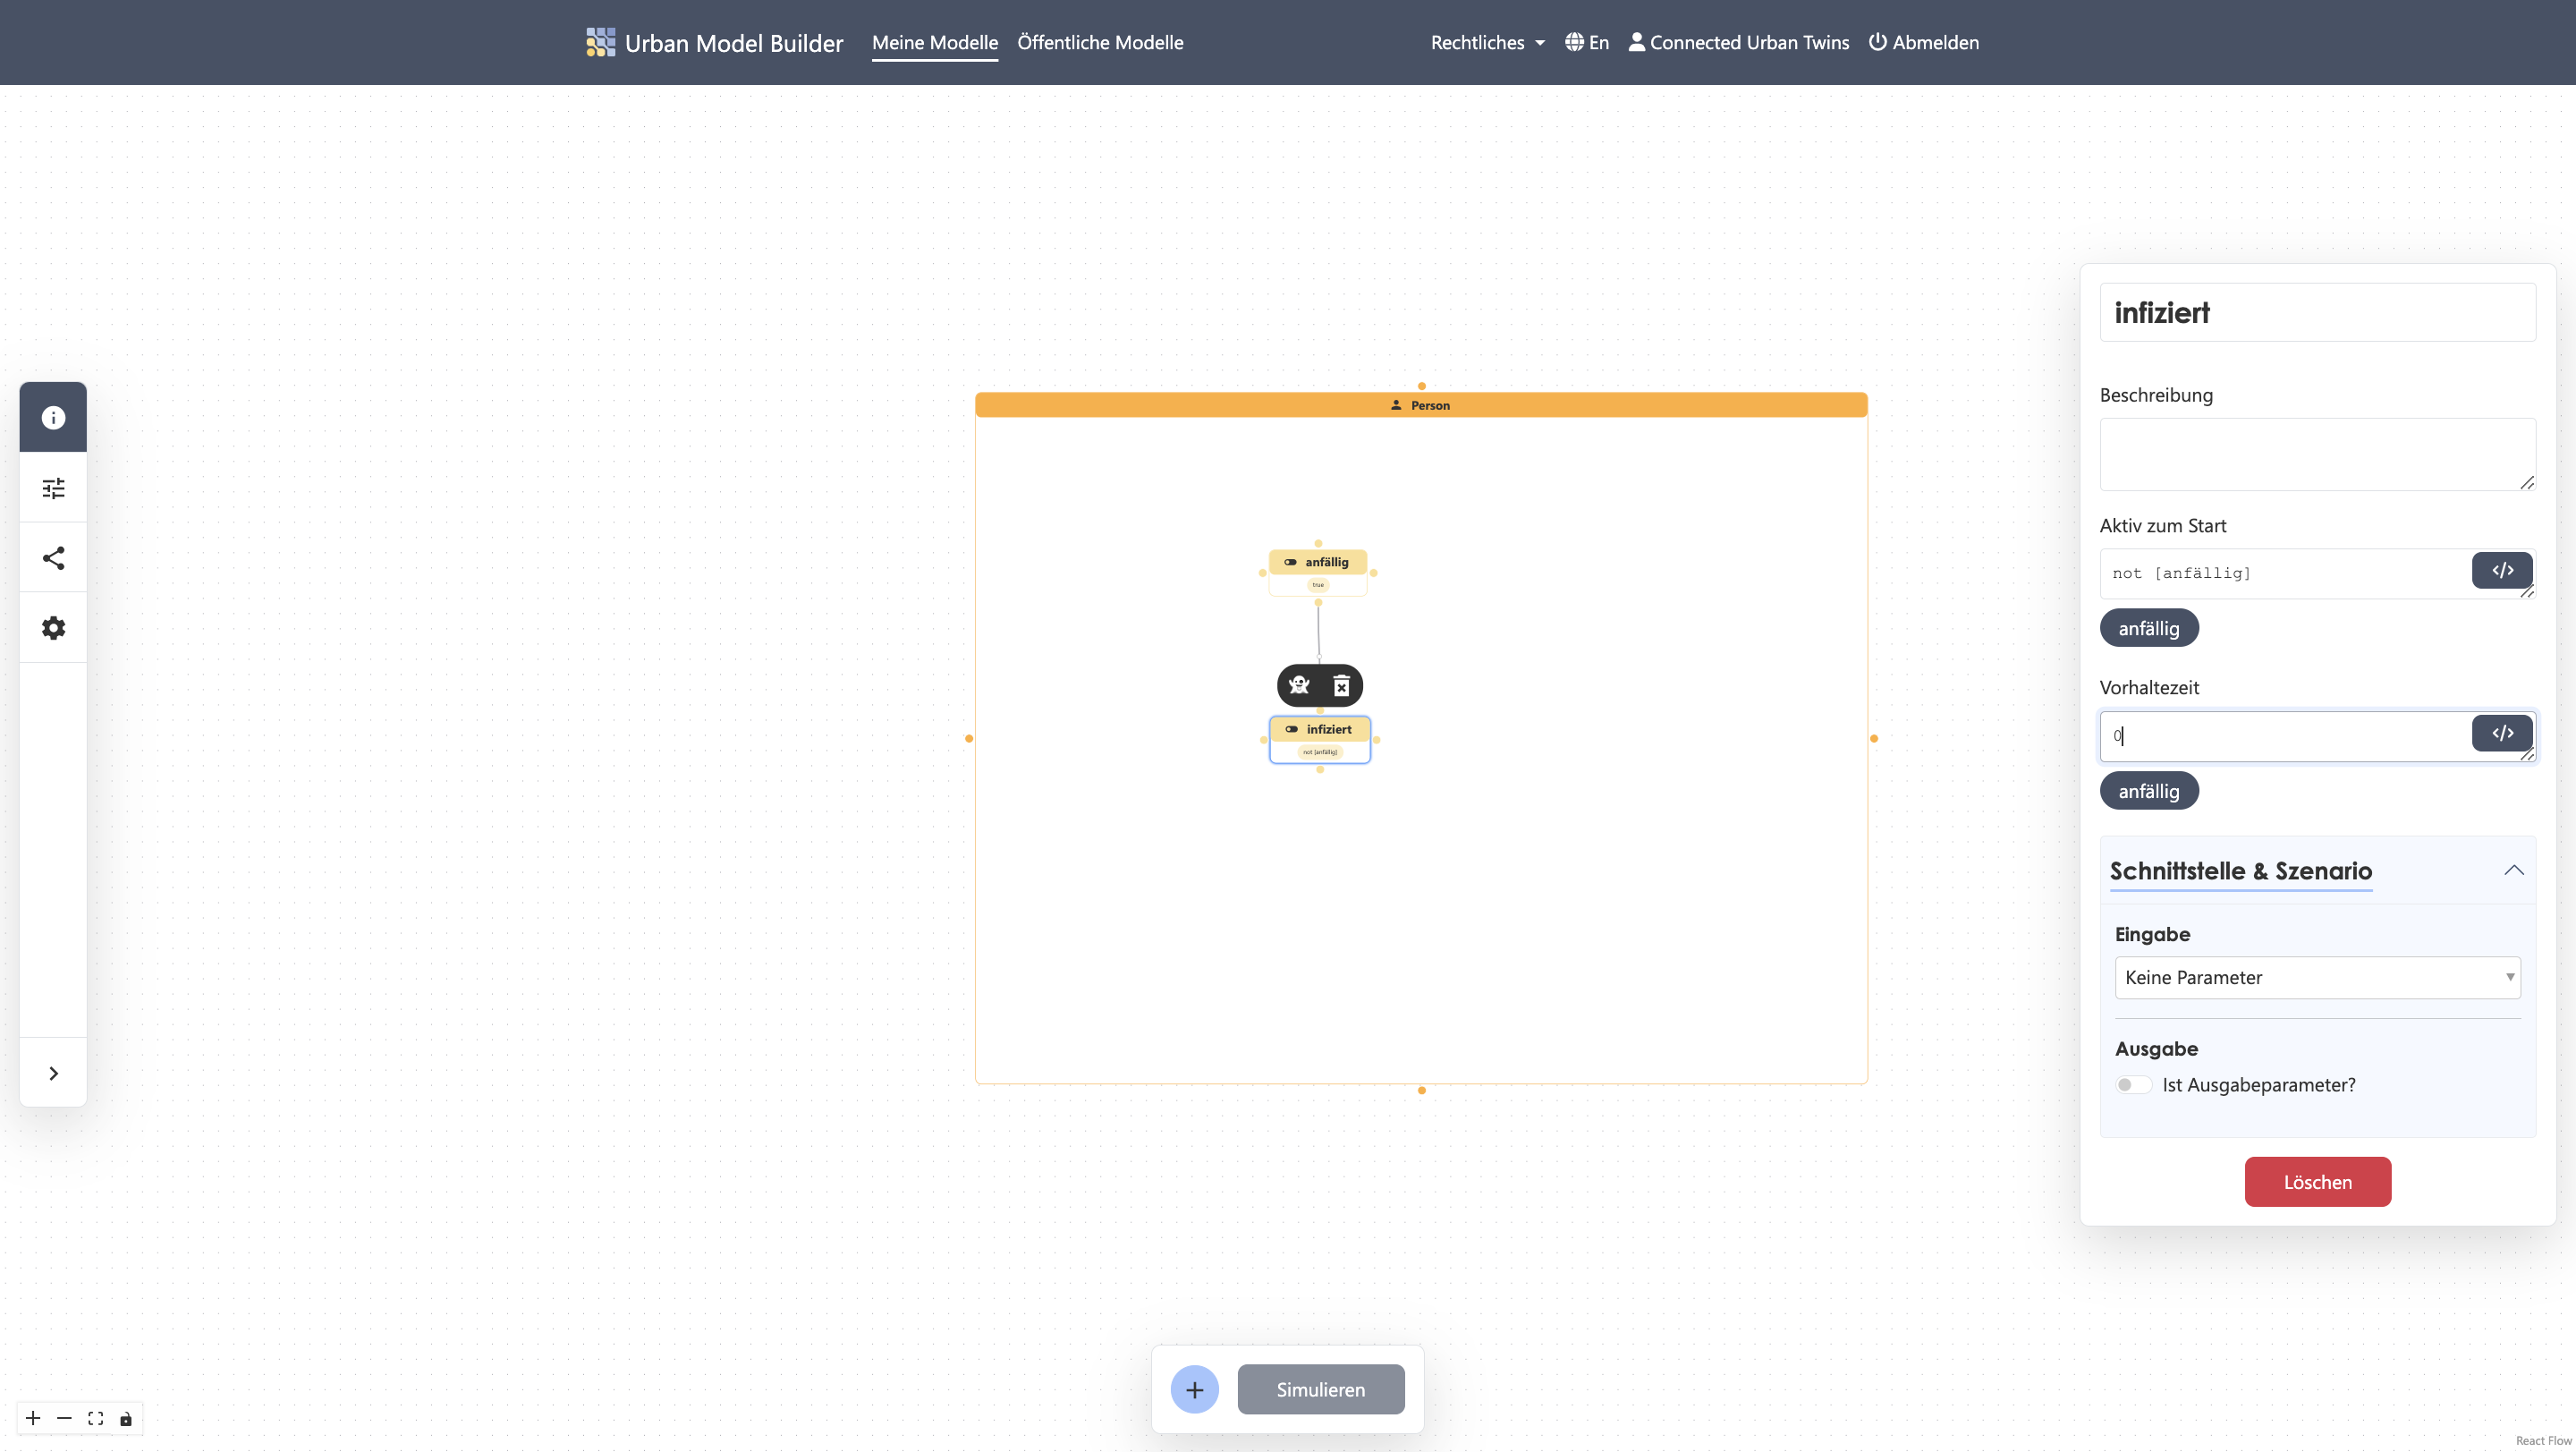 Urban Model Builder
Meine Modelle
Öffentliche Modelle
Rechtliches
En
Connected Urban Twins
Abmelden
Person
anfällig
true
infiziert
not [anfällig]
infiziert
Beschreibung
Aktiv zum Start
not [anfällig]
</>
anfällig
Vorhaltezeit
0
</>
anfällig
Schnittstelle & Szenario
Eingabe
Keine Parameter
Ausgabe
Ist Ausgabeparameter?
Löschen
Simulieren
React Flow